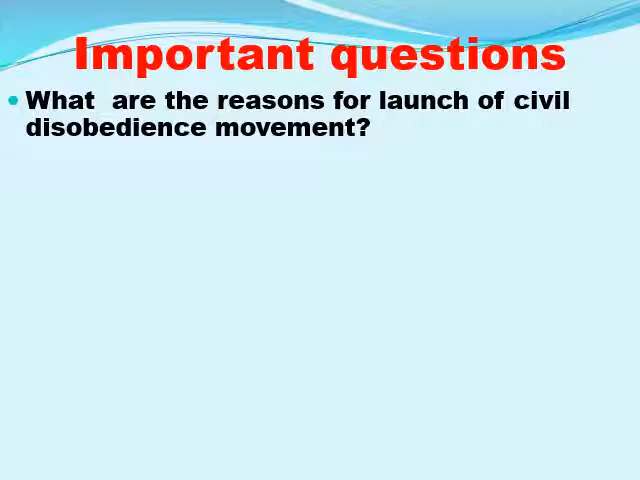 Important questions
What are the reasons for launch of civil
disobedience movement?